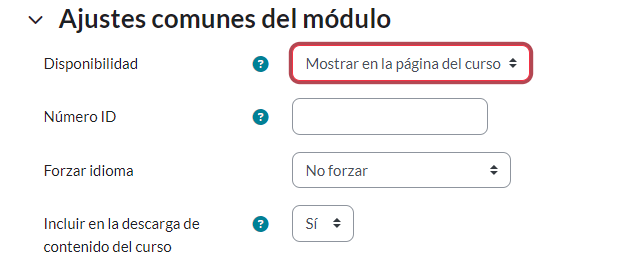 Ajustes comunes del módulo
Disponibilidad ? Mostrar en la página del curso
Número ID ?
Forzar idioma No forzar
Incluir en la descarga de ? Sí
contenido del curso